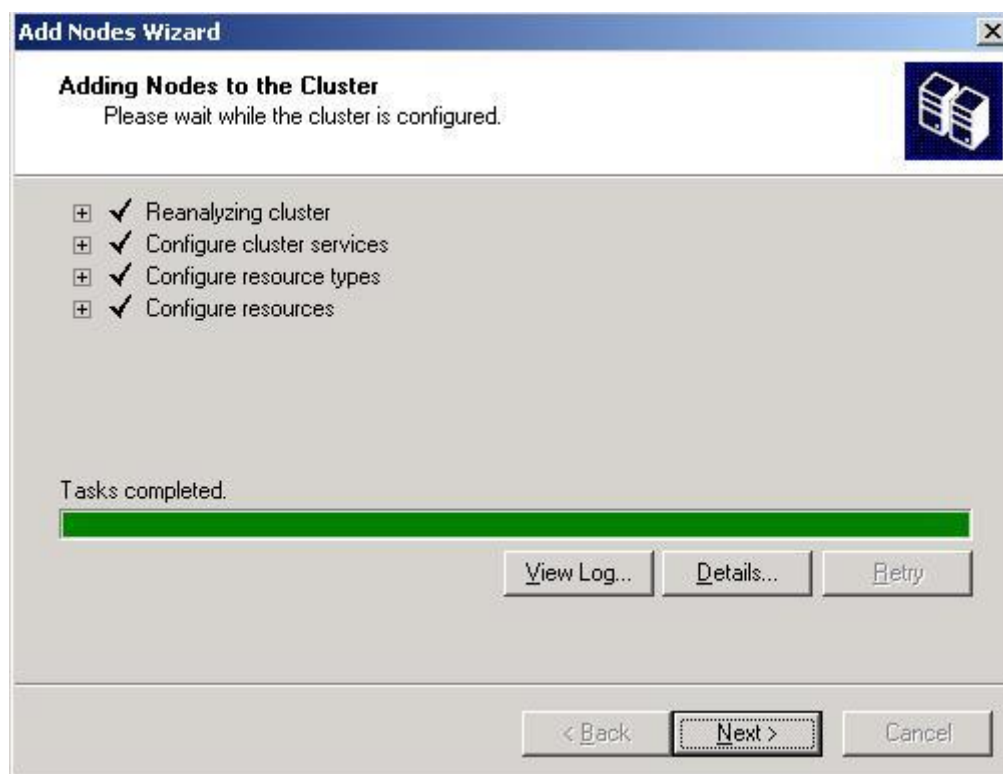 Add Nodes Wizard
Adding Nodes to the Cluster
Please wait while the cluster is configured.
Reanalyzing cluster
Configure cluster services
Configure resource types
Configure resources
Tasks completed.
View Log... Details... Retry
< Back Next > Cancel